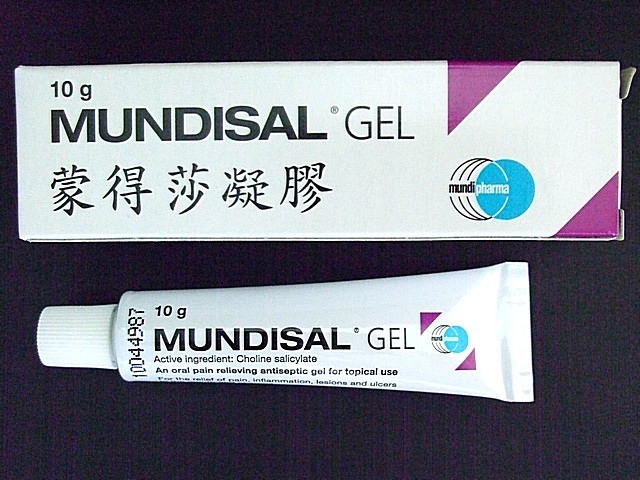 10 g
MUNDISAL® GEL
蒙得莎凝膠
mundipharma
10044987
10 g
MUNDISAL® GEL
mundipharma
Active ingredient: Choline salicylate
An oral pain relieving antiseptic gel for topical use
For the relief of pain, inflammation, lesions and ulcers